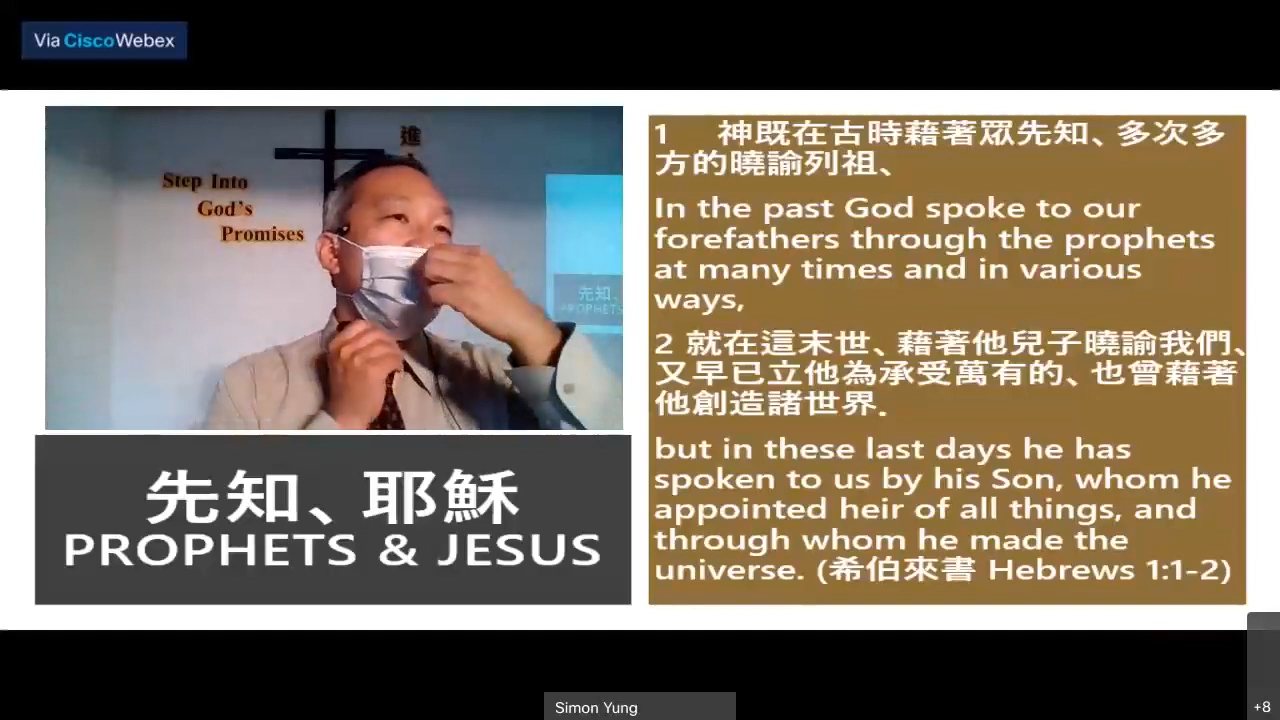 Via CiscoWebex
進
Step Into
God's
Promises
先知、
PROPHETS
先知、耶穌
PROPHETS & JESUS
1 神既在古時藉著眾先知、多次多
方的曉諭列祖、
In the past God spoke to our
forefathers through the prophets
at many times and in various
ways,
2 就在這末世、藉著他兒子曉諭我們、
又早已立他為承受萬有的、也曾藉著
他創造諸世界.
but in these last days he has
spoken to us by his Son, whom he
appointed heir of all things, and
through whom he made the
universe. (希伯來書 Hebrews 1:1-2)
Simon Yung
+8